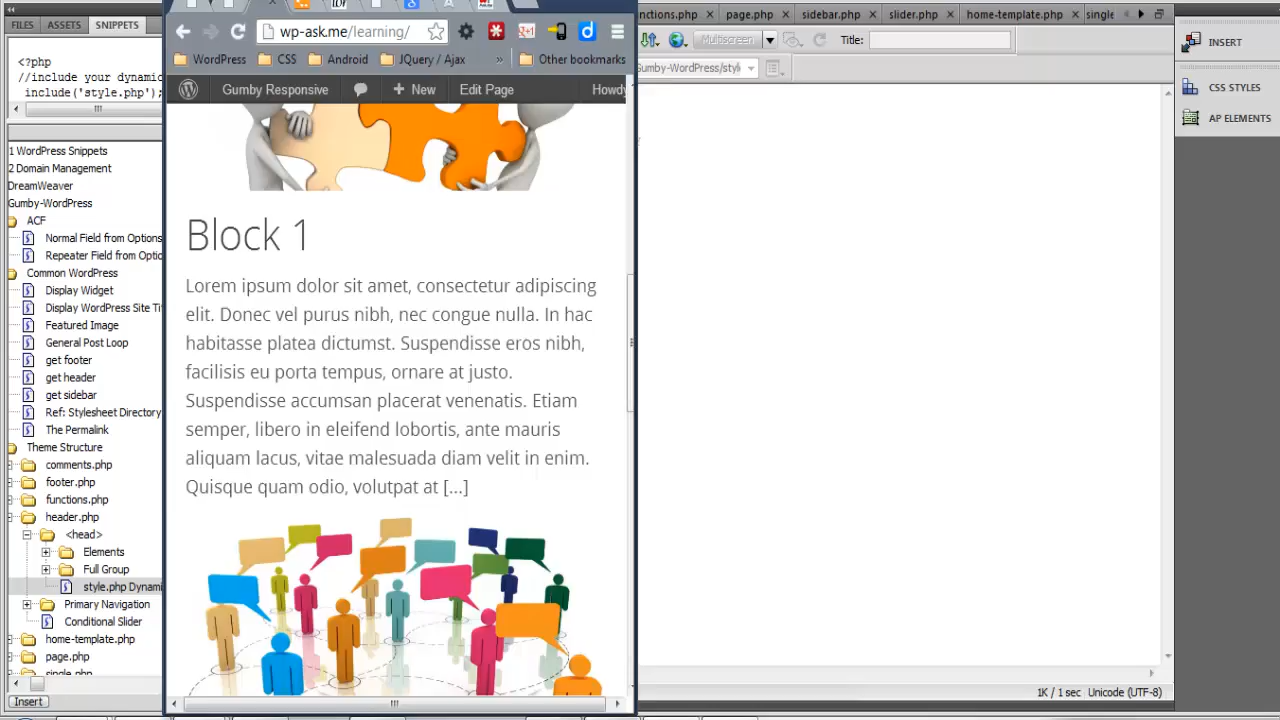 FILES ASSETS SNIPPETS
<?php
//include your dynamic
include('style.php');
1 WordPress Snippets
2 Domain Management
DreamWeaver
Gumby-WordPress
ACF
Normal Field from Options
Repeater Field from Optio
Common WordPress
Display Widget
Display WordPress Site Tit
Featured Image
General Post Loop
get footer
get header
get sidebar
Ref: Stylesheet Directory
The Permalink
Theme Structure
comments.php
footer.php
functions.php
header.php
<head>
Elements
Full Group
style.php Dynami
Primary Navigation
Conditional Slider
home-template.php
page.php
single.php
Insert
wp-ask.me/learning/
WordPress CSS Android JQuery / Ajax » Other bookmarks
Gumby Responsive + New Edit Page Howdy
Block 1
Lorem ipsum dolor sit amet, consectetur adipiscing
elit. Donec vel purus nibh, nec congue nulla. In hac
habitasse platea dictumst. Suspendisse eros nibh,
facilisis eu porta tempus, ornare at justo.
Suspendisse accumsan placerat venenatis. Etiam
semper, libero in eleifend lobortis, ante mauris
aliquam lacus, vitae malesuada diam velit in enim.
Quisque quam odio, volutpat at [...]
nctions.php × page.php × sidebar.php × slider.php × home-template.php × single
Multiscreen Title:
Gumby-WordPress/styl
1K / 1 sec Unicode (UTF-8)
INSERT
CSS STYLES
AP ELEMENTS